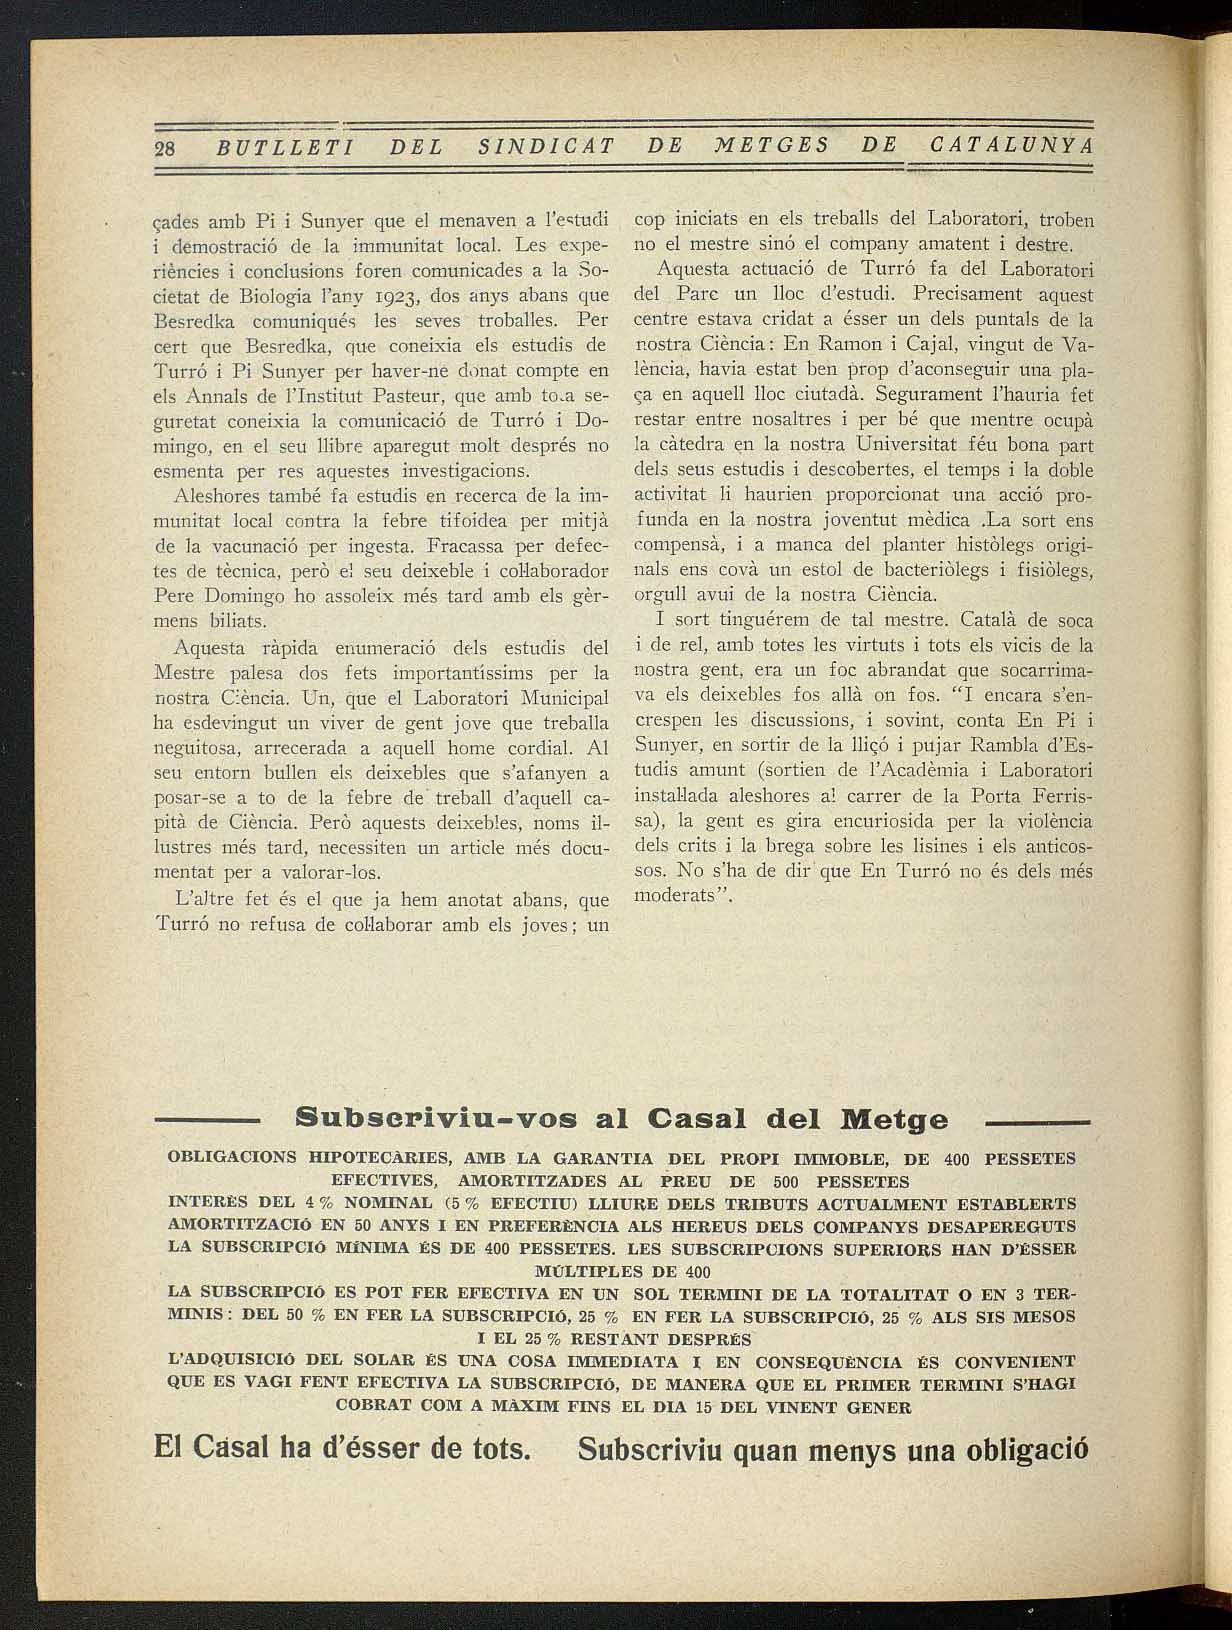 28 BUTLLETI DEL SINDICAT DE METGES DE CATALUNYA
çades amb Pi i Sunyer que el menaven a l'estudi
i demostració de la immunitat local. Les expe-
riències i conclusions foren comunicades a la So-
cietat de Biologia l'any 1923, dos anys abans que
Besredka comuniqués les seves troballes. Per
cert que Besredka, que coneixia els estudis de
Turró i Pi Sunyer per haver-ne donat compte en
els Annals de l'Institut Pasteur, que amb tota se-
guretat coneixia la comunicació de Turró i Do-
mingo, en el seu llibre aparegut molt després no
esmenta per res aquestes investigacions.
Aleshores també fa estudis en recerca de la im-
munitat local contra la febre tifoidea per mitjà
de la vacunació per ingesta. Fracassa per defec-
tes de tècnica, però el seu deixeble i coŀlaborador
Pere Domingo ho assoleix més tard amb els gèr-
mens biliats.
Aquesta ràpida enumeració dels estudis del
Mestre palesa dos fets importantíssims per la
nostra Ciència. Un, que el Laboratori Municipal
ha esdevingut un viver de gent jove que treballa
neguitosa, arrecerada a aquell home cordial. Al
seu entorn bullen els deixebles que s'afanyen a
posar-se a to de la febre de treball d'aquell ca-
pità de Ciència. Però aquests deixebles, noms il-
lustres més tard, necessiten un article més docu-
mentat per a valorar-los.
L'altre fet és el que ja hem anotat abans, que
Turró no refusa de coŀlaborar amb els joves; un
cop iniciats en els treballs del Laboratori, troben
no el mestre sinó el company amatent i destre.
Aquesta actuació de Turró fa del Laboratori
del Parc un lloc d'estudi. Precisament aquest
centre estava cridat a ésser un dels puntals de la
nostra Ciència: En Ramon i Cajal, vingut de Va-
lència, havia estat ben prop d'aconseguir una pla-
ça en aquell lloc ciutadà. Segurament l'hauria fet
restar entre nosaltres i per bé que mentre ocupà
la càtedra en la nostra Universitat féu bona part
dels seus estudis i descobertes, el temps i la doble
activitat li haurien proporcionat una acció pro-
funda en la nostra joventut mèdica .La sort ens
compensà, i a manca del planter històlegs origi-
nals ens covà un estol de bacteriòlegs i fisiòlegs,
orgull avui de la nostra Ciència.
I sort tinguérem de tal mestre. Català de soca
i de rel, amb totes les virtuts i tots els vicis de la
nostra gent, era un foc abrandat que socarrima-
va els deixebles fos allà on fos. "I encara s'en-
crespen les discussions, i sovint, conta En Pi i
Sunyer, en sortir de la lliçó i pujar Rambla d'Es-
tudis amunt (sortien de l'Acadèmia i Laboratori
instaŀlada aleshores al carrer de la Porta Ferris-
sa), la gent es gira encuriosida per la violència
dels crits i la brega sobre les lisines i els anticos-
sos. No s'ha de dir que En Turró no és dels més
moderats".
Subscriviu-vos al Casal del Metge
OBLIGACIONS HIPOTECÀRIES, AMB LA GARANTIA DEL PROPI IMMOBLE, DE 400 PESSETES
EFECTIVES, AMORTITZADES AL PREU DE 500 PESSETES
INTERÈS DEL 4 % NOMINAL (5 % EFECTIU) LLIURE DELS TRIBUTS ACTUALMENT ESTABLERTS
AMORTITZACIÓ EN 50 ANYS I EN PREFERÈNCIA ALS HEREUS DELS COMPANYS DESAPEREGUTS
LA SUBSCRIPCIÓ MÍNIMA ÉS DE 400 PESSETES. LES SUBSCRIPCIONS SUPERIORS HAN D'ÉSSER
MÚLTIPLES DE 400
LA SUBSCRIPCIÓ ES POT FER EFECTIVA EN UN SOL TERMINI DE LA TOTALITAT O EN 3 TER-
MINIS: DEL 50 % EN FER LA SUBSCRIPCIÓ, 25 % EN FER LA SUBSCRIPCIÓ, 25 % ALS SIS MESOS
I EL 25 % RESTANT DESPRÉS
L'ADQUISICIÓ DEL SOLAR ÉS UNA COSA IMMEDIATA I EN CONSEQUÈNCIA ÉS CONVENIENT
QUE ES VAGI FENT EFECTIVA LA SUBSCRIPCIÓ, DE MANERA QUE EL PRIMER TERMINI S'HAGI
COBRAT COM A MÀXIM FINS EL DIA 15 DEL VINENT GENER
El Casal ha d'ésser de tots. Subscriviu quan menys una obligació